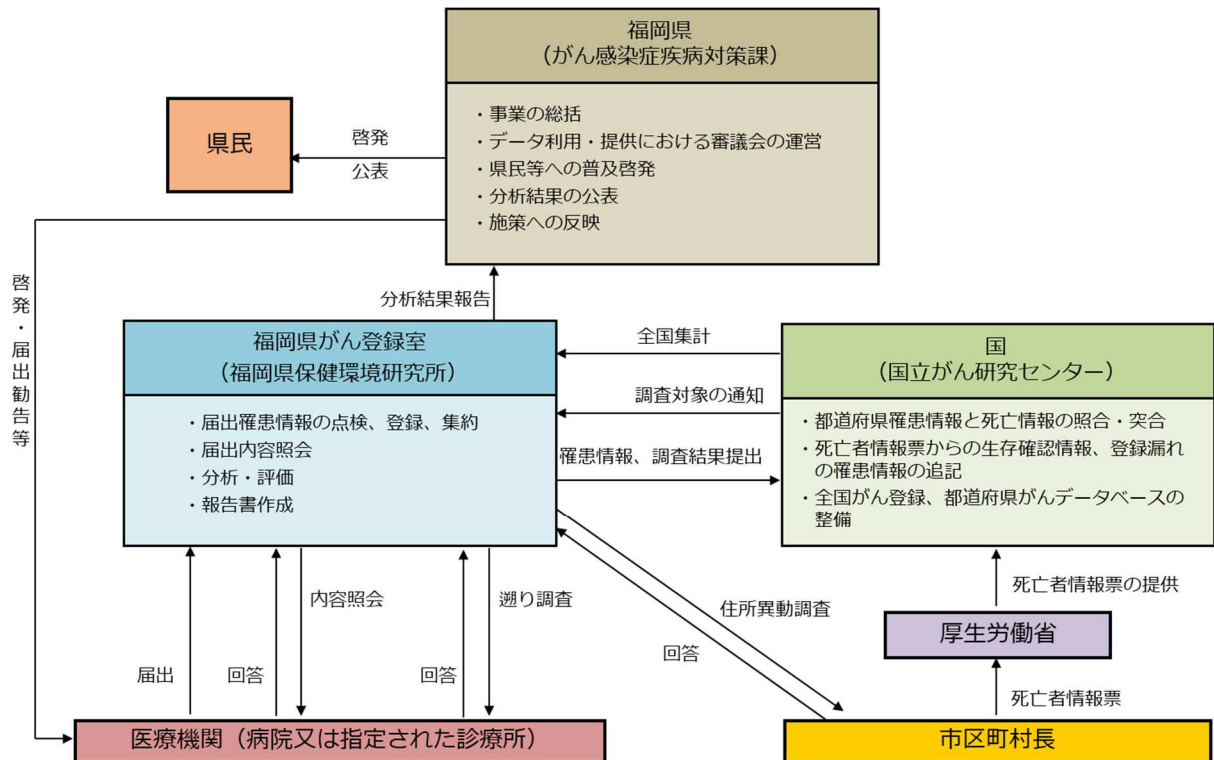 福岡県
（がん感染症疾病対策課）
・事業の総括
・データ利用・提供における審議会の運営
・県民等への普及啓発
・分析結果の公表
・施策への反映
県民
啓発
公表
啓発・届出勧告等
分析結果報告
福岡県がん登録室
（福岡県保健環境研究所）
・届出罹患情報の点検、登録、集約
・届出内容照会
・分析・評価
・報告書作成
全国集計
調査対象の通知
罹患情報、調査結果提出
国
（国立がん研究センター）
・都道府県罹患情報と死亡情報の照合・突合
・死亡者情報票からの生存確認情報、登録漏れ
の罹患情報の追記
・全国がん登録、都道府県がんデータベースの
整備
届出
回答
内容照会
回答
遡り調査
住所異動調査
回答
死亡者情報票の提供
厚生労働省
死亡者情報票
医療機関（病院又は指定された診療所）
市区町村長